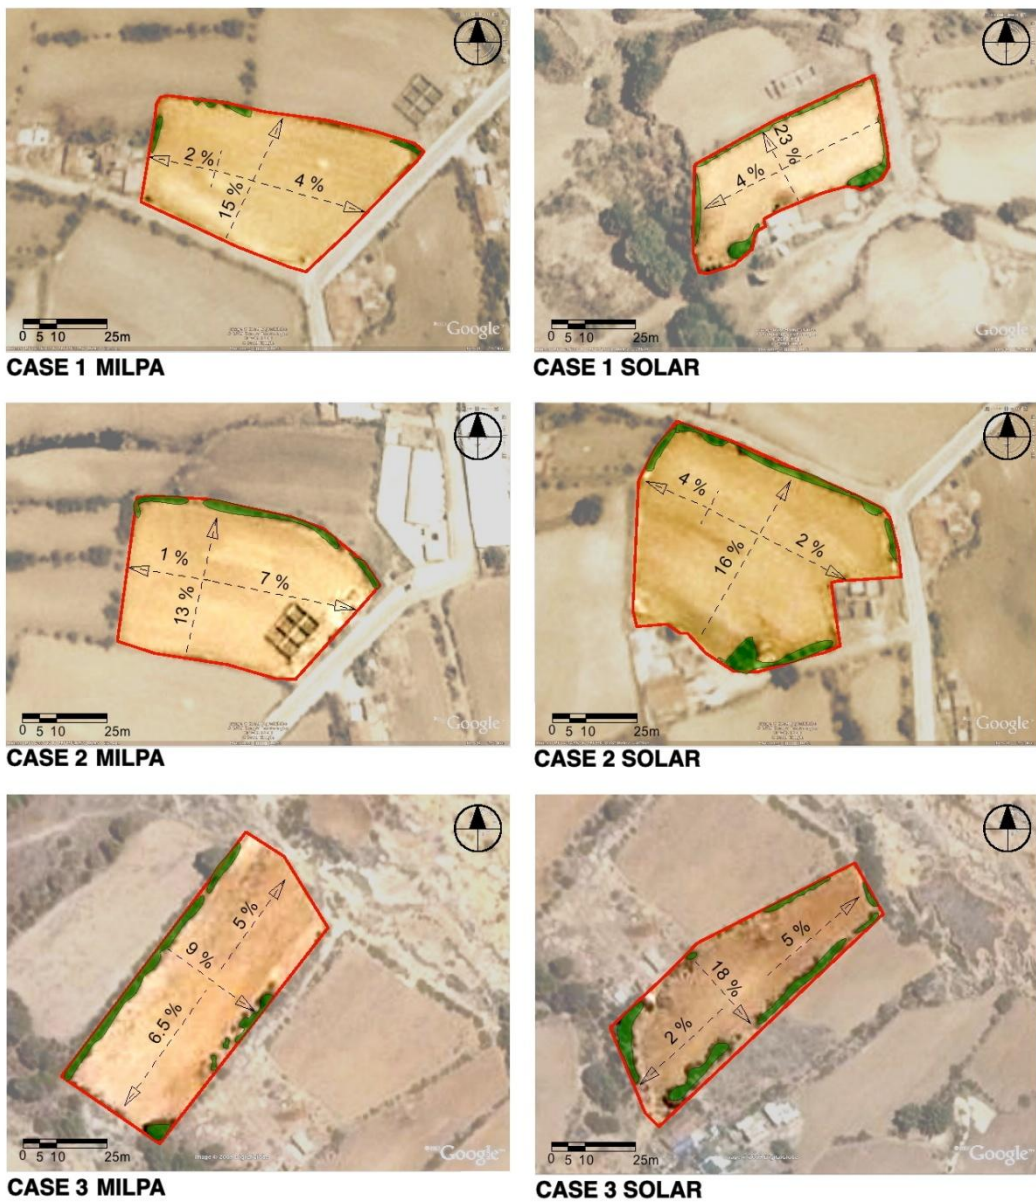 2 %
4 %
15 %
0 5 10 25m
Google
CASE 1 MILPA
23 %
4 %
0 5 10 25m
Google
CASE 1 SOLAR
1 %
7 %
13 %
0 5 10 25m
Google
CASE 2 MILPA
4 %
2 %
16 %
0 5 10 25m
Google
CASE 2 SOLAR
5 %
9 %
6.5 %
0 5 10 25m
Google
CASE 3 MILPA
5 %
18 %
2 %
0 5 10 25m
Google
CASE 3 SOLAR